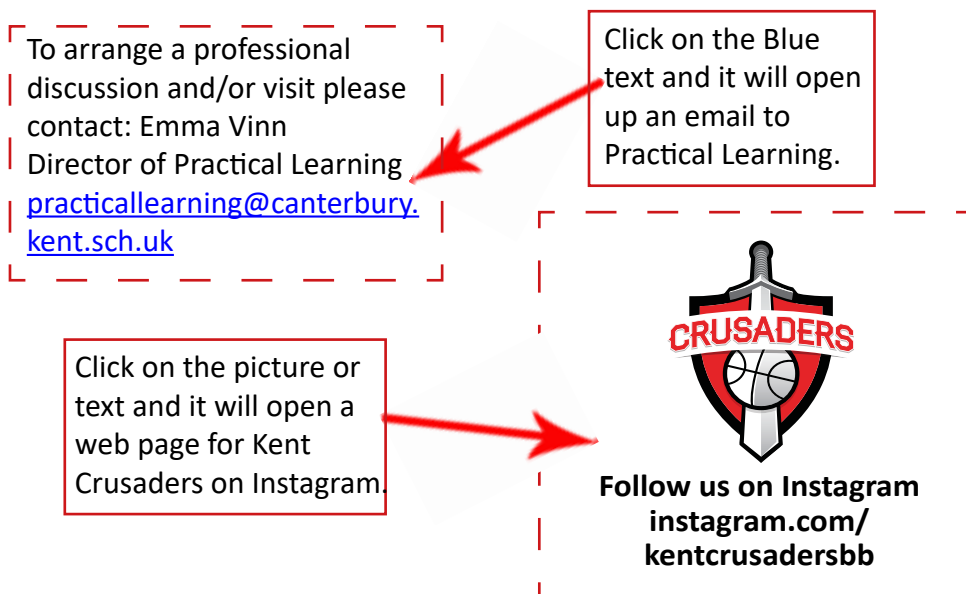 To arrange a professional
discussion and/or visit please
contact: Emma Vinn
Director of Practical Learning
practicallearning@canterbury.
kent.sch.uk
Click on the Blue
text and it will open
up an email to
Practical Learning.
Click on the picture or
text and it will open a
web page for Kent
Crusaders on Instagram.
CRUSADERS
Follow us on Instagram
instagram.com/
kentcrusadersbb